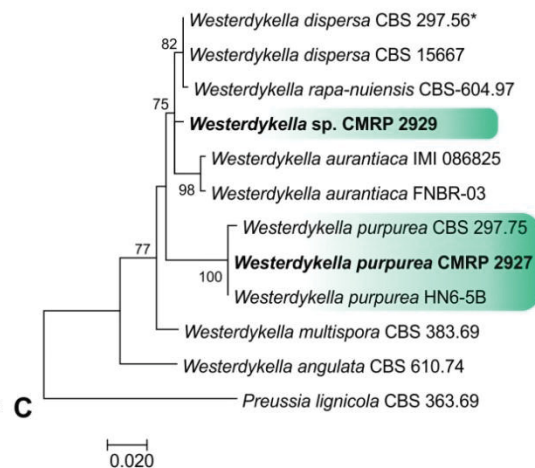 Westerdykella dispersa CBS 297.56*
82
Westerdykella dispersa CBS 15667
Westerdykella rapa-nuiensis CBS-604.97
75
Westerdykella sp. CMRP 2929
Westerdykella aurantiaca IMI 086825
98
Westerdykella aurantiaca FNBR-03
Westerdykella purpurea CBS 297.75
77
Westerdykella purpurea CMRP 2927
100
Westerdykella purpurea HN6-5B
Westerdykella multispora CBS 383.69
Westerdykella angulata CBS 610.74
C
Preussia lignicola CBS 363.69
0.020